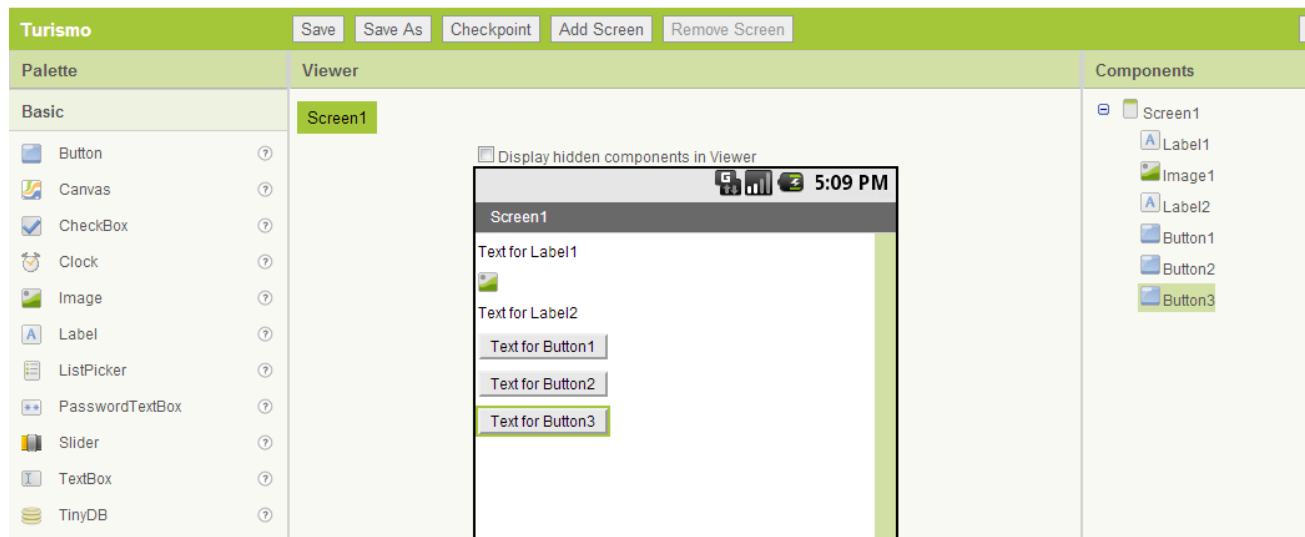 Turismo
Save Save As Checkpoint Add Screen Remove Screen
Palette
Viewer
Components
Basic
Button
Canvas
CheckBox
Clock
Image
Label
ListPicker
PasswordTextBox
Slider
TextBox
TinyDB
Screen1
Display hidden components in Viewer
5:09 PM
Screen1
Text for Label1
Text for Label2
Text for Button1
Text for Button2
Text for Button3
Screen1
Label1
Image1
Label2
Button1
Button2
Button3